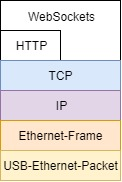 WebSockets
HTTP
TCP
IP
Ethernet-Frame
USB-Ethernet-Packet